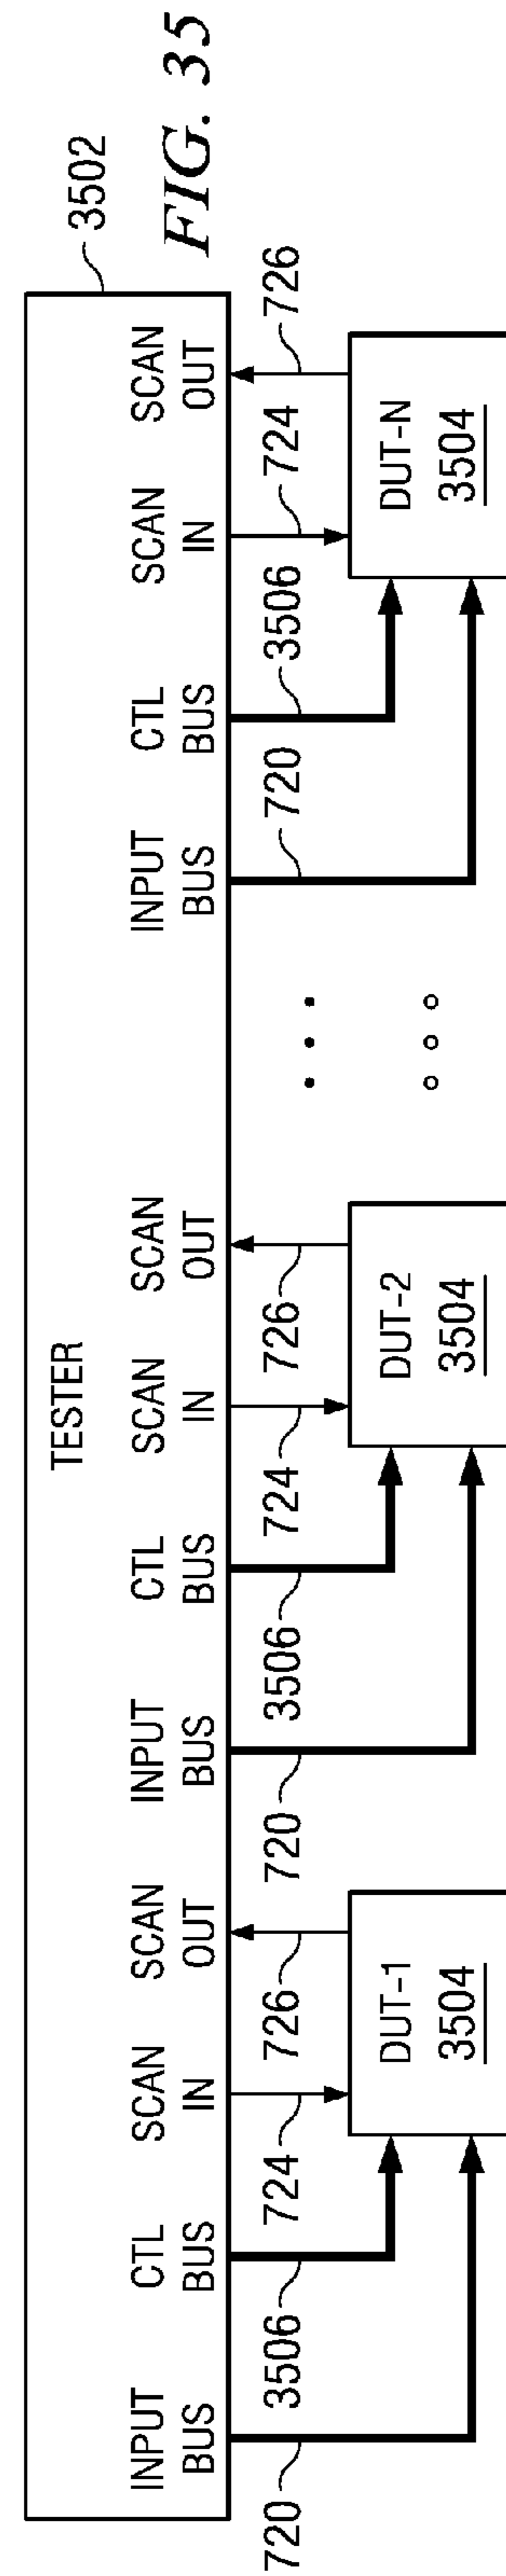 TESTER
3502
FIG. 35
INPUT BUS
CTL BUS
SCAN IN
SCAN OUT
INPUT BUS
CTL BUS
SCAN IN
SCAN OUT
INPUT BUS
CTL BUS
SCAN IN
SCAN OUT
720
3506
724
726
720
3506
724
726
720
3506
724
726
DUT-1
3504
DUT-2
3504
DUT-N
3504